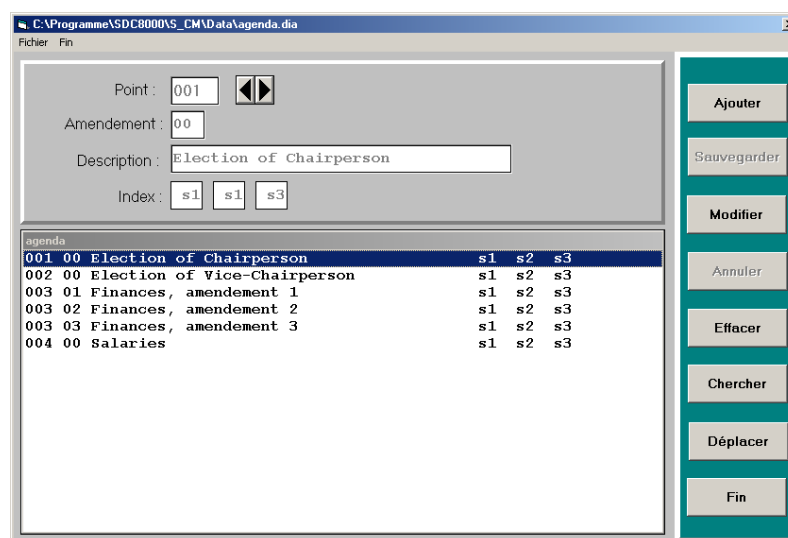 C:\Programme\SDC8000\S_CM\Data\agenda.dia
Fichier Fin
Point : 001
Amendement : 00
Description : Election of Chairperson
Index : s1 s1 s3
agenda
001 00 Election of Chairperson s1 s2 s3
002 00 Election of Vice-Chairperson s1 s2 s3
003 01 Finances, amendement 1 s1 s2 s3
003 02 Finances, amendement 2 s1 s2 s3
003 03 Finances, amendement 3 s1 s2 s3
004 00 Salaries s1 s2 s3
Ajouter
Sauvegarder
Modifier
Annuler
Effacer
Chercher
Déplacer
Fin